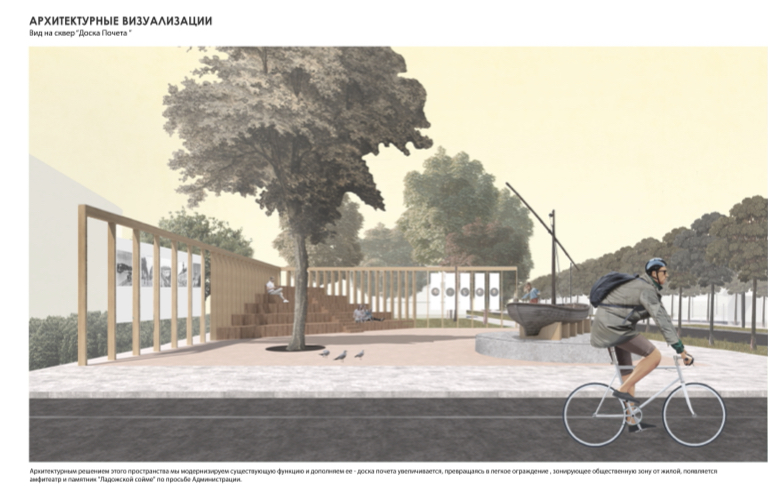 АРХИТЕКТУРНЫЕ ВИЗУАЛИЗАЦИИ
Вид на сквер "Доска Почета "
Архитектурным решением этого пространства мы модернизируем существующую функцию и дополняем ее - доска почета увеличивается, превращаясь в легкое ограждение , зонирующее общественную зону от жилой, появляется
амфитеатр и памятник "Ладожской сойме" по просьбе Администрации.